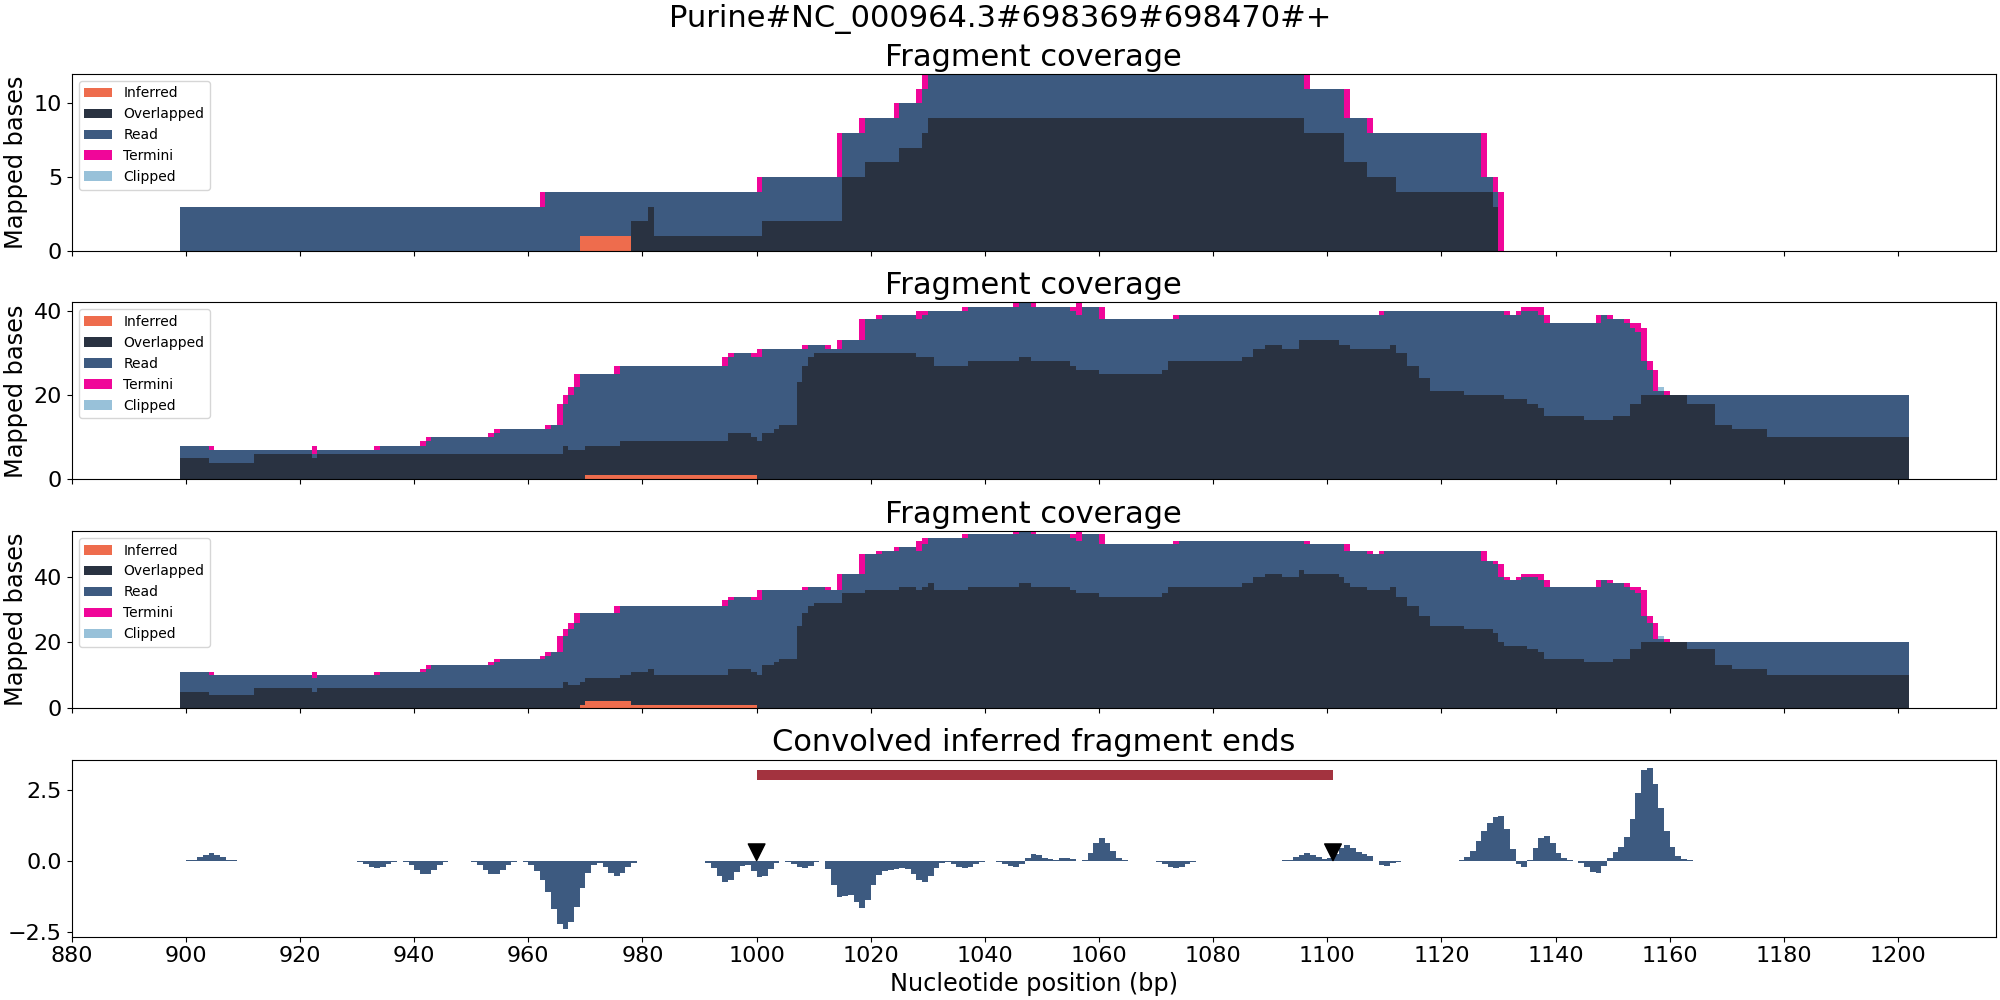 Purine#NC_000964.3#698369#698470#+
Fragment coverage
Mapped bases
10
5
0
Inferred
Overlapped
Read
Termini
Clipped
Fragment coverage
Mapped bases
40
20
0
Inferred
Overlapped
Read
Termini
Clipped
Fragment coverage
Mapped bases
40
20
0
Inferred
Overlapped
Read
Termini
Clipped
Convolved inferred fragment ends
2.5
0.0
−2.5
880 900 920 940 960 980 1000 1020 1040 1060 1080 1100 1120 1140 1160 1180 1200
Nucleotide position (bp)